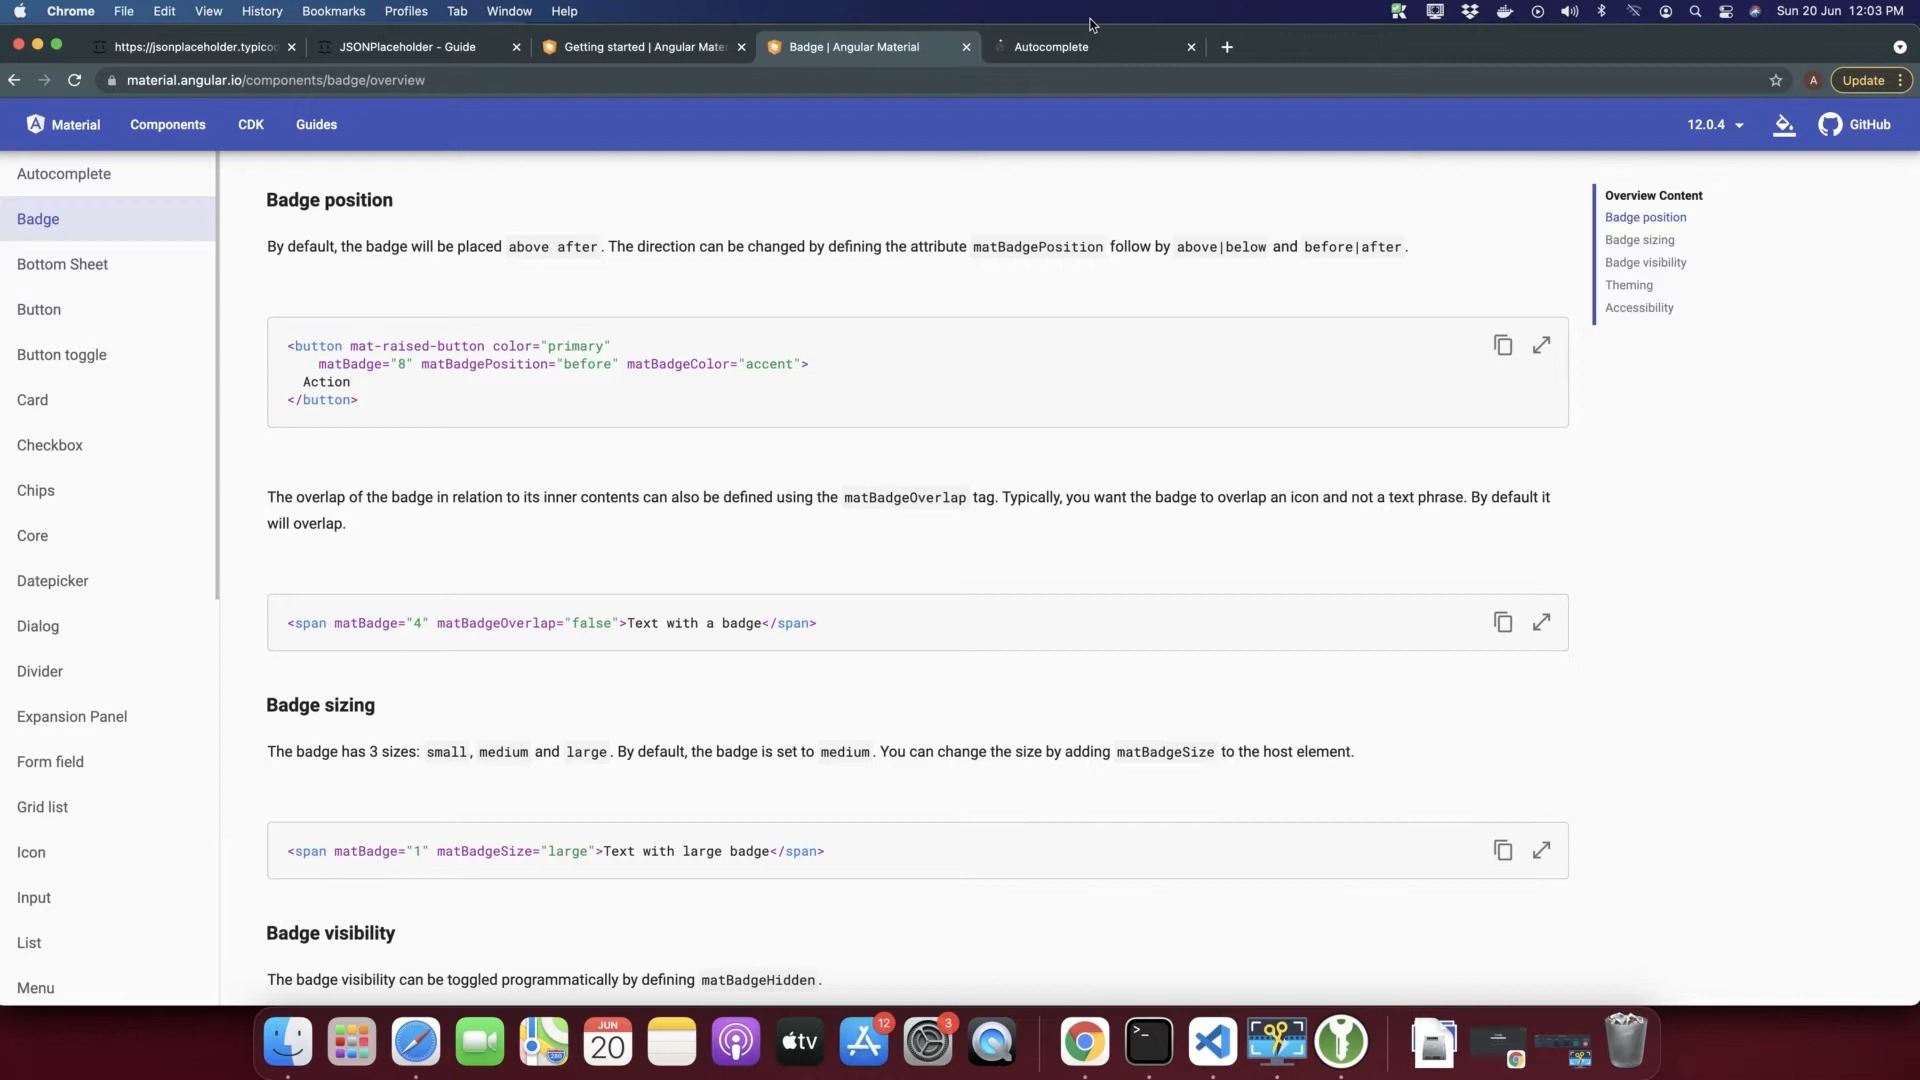 Chrome File Edit View History Bookmarks Profiles Tab Window Help Sun 20 Jun 12:03 PM
https://jsonplaceholder.typico JSONPlaceholder - Guide Getting started | Angular Mate Badge | Angular Material Autocomplete
material.angular.io/components/badge/overview A Update
Material Components CDK Guides 12.0.4 GitHub
Autocomplete
Badge
Bottom Sheet
Button
Button toggle
Card
Checkbox
Chips
Core
Datepicker
Dialog
Divider
Expansion Panel
Form field
Grid list
Icon
Input
List
Menu
Badge position
By default, the badge will be placed above after. The direction can be changed by defining the attribute matBadgePosition follow by above|below and before|after.
<button mat-raised-button color="primary"
matBadge="8" matBadgePosition="before" matBadgeColor="accent">
Action
</button>
The overlap of the badge in relation to its inner contents can also be defined using the matBadgeOverlap tag. Typically, you want the badge to overlap an icon and not a text phrase. By default it
will overlap.
<span matBadge="4" matBadgeOverlap="false">Text with a badge</span>
Badge sizing
The badge has 3 sizes: small, medium and large. By default, the badge is set to medium. You can change the size by adding matBadgeSize to the host element.
<span matBadge="1" matBadgeSize="large">Text with large badge</span>
Badge visibility
The badge visibility can be toggled programmatically by defining matBadgeHidden.
Overview Content
Badge position
Badge sizing
Badge visibility
Theming
Accessibility
280
JUN
20
tv
12
3